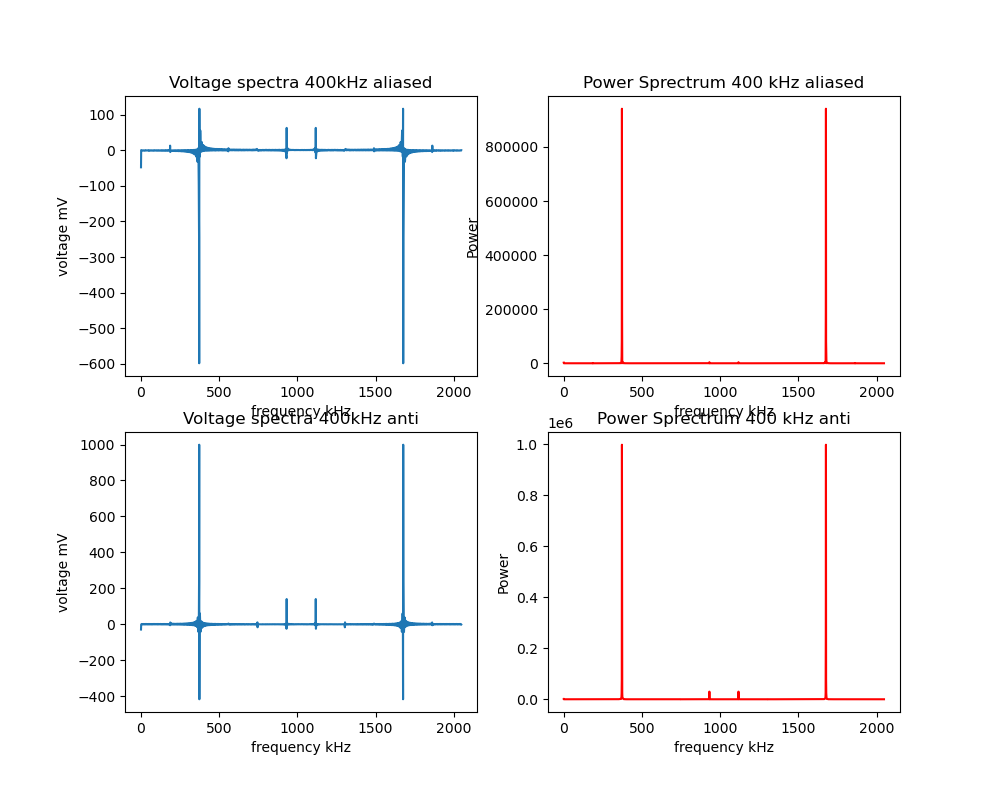 Voltage spectra 400kHz aliased
100
0
−100
−200
−300
−400
−500
−600
voltage mV
0 500 1000 1500 2000
frequency kHz
Power Sprectrum 400 kHz aliased
800000
600000
400000
200000
0
Power
0 500 1000 1500 2000
frequency kHz
Voltage spectra 400kHz anti
1000
800
600
400
200
0
−200
−400
voltage mV
0 500 1000 1500 2000
frequency kHz
Power Sprectrum 400 kHz anti
1e6
1.0
0.8
0.6
0.4
0.2
0.0
Power
0 500 1000 1500 2000
frequency kHz